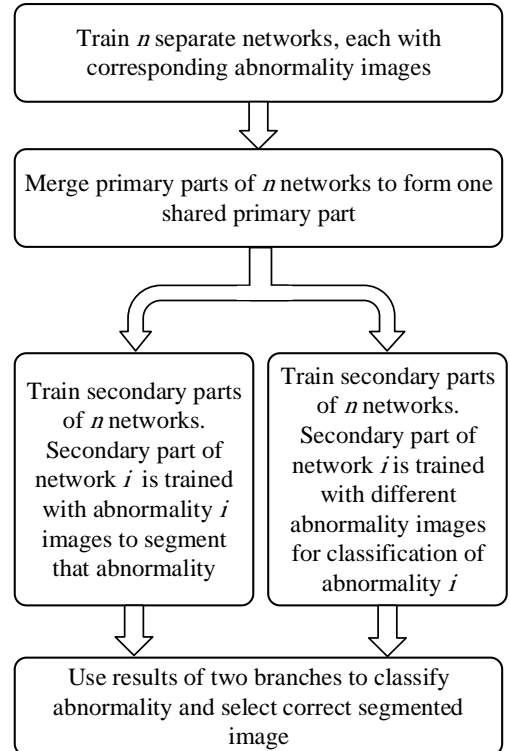 Train n separate networks, each with
corresponding abnormality images
Merge primary parts of n networks to form one
shared primary part
Train secondary parts
of n networks.
Secondary part of
network i is trained
with abnormality i
images to segment
that abnormality
Train secondary parts
of n networks.
Secondary part of
network i is trained
with different
abnormality images
for classification of
abnormality i
Use results of two branches to classify
abnormality and select correct segmented
image